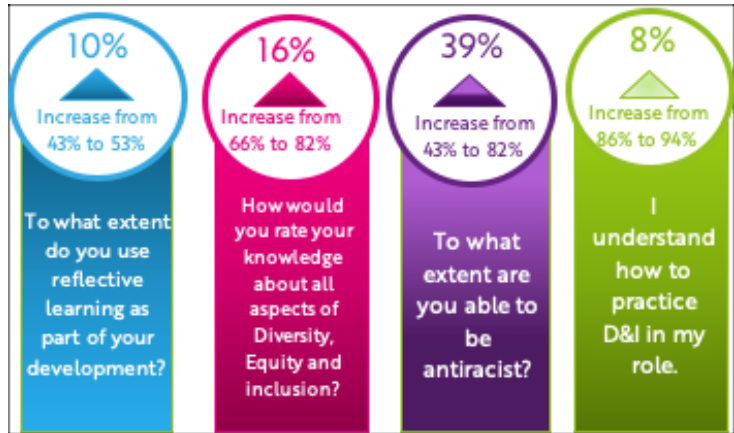 10%
Increase from
43% to 53%
To what extent
do you use
reflective
learning as
part of your
development?
16%
Increase from
66% to 82%
How would
you rate your
knowledge
about all
aspects of
Diversity,
Equity and
inclusion?
39%
Increase from
43% to 82%
To what
extent are
you able to
be
antiracist?
8%
Increase from
86% to 94%
I
understand
how to
practice
D&I in my
role.